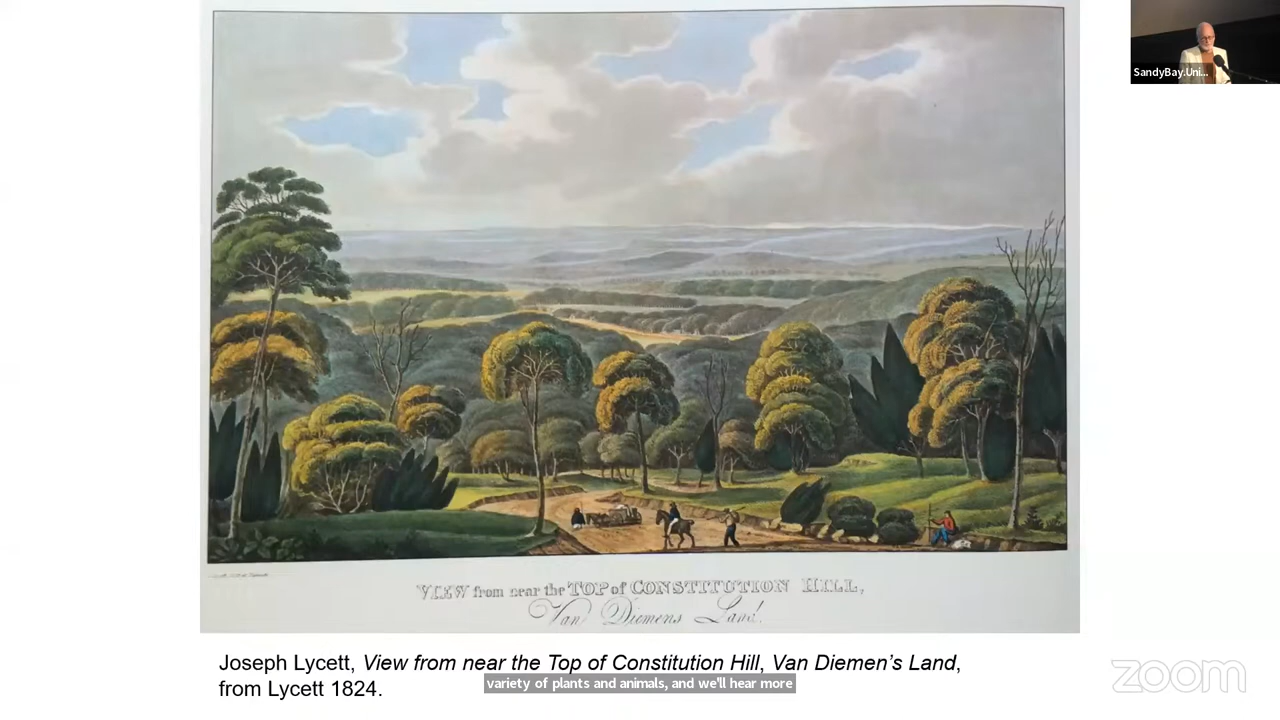 SandyBay.Uni...
VIEW from near the TOP of CONSTITUTION HILL,
Van Diemens Land.
Joseph Lycett, View from near the Top of Constitution Hill, Van Diemen's Land,
from Lycett 1824.
variety of plants and animals, and we'll hear more
zoom